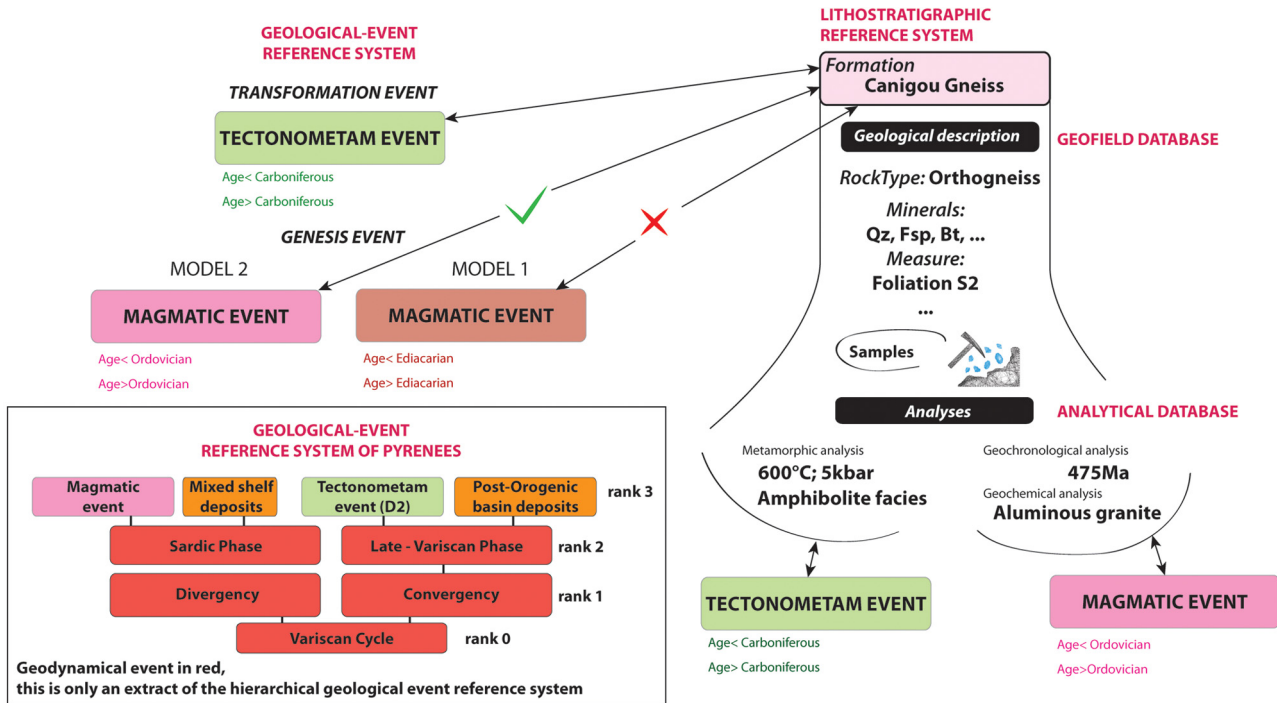 GEOLOGICAL-EVENT
REFERENCE SYSTEM
TRANSFORMATION EVENT
TECTONOMETAM EVENT
Age< Carboniferous
Age> Carboniferous
GENESIS EVENT
MODEL 2
MAGMATIC EVENT
Age< Ordovician
Age>Ordovician
MODEL 1
MAGMATIC EVENT
Age< Ediacarian
Age> Ediacarian
LITHOSTRATIGRAPHIC
REFERENCE SYSTEM
Formation
Canigou Gneiss
Geological description
GEOFIELD DATABASE
RockType: Orthogneiss
Minerals:
Qz, Fsp, Bt, ...
Measure:
Foliation S2
...
Samples
Analyses
ANALYTICAL DATABASE
Metamorphic analysis
600°C; 5kbar
Amphibolite facies
Geochronological analysis
475Ma
Geochemical analysis
Aluminous granite
TECTONOMETAM EVENT
Age< Carboniferous
Age> Carboniferous
MAGMATIC EVENT
Age< Ordovician
Age>Ordovician
GEOLOGICAL-EVENT
REFERENCE SYSTEM OF PYRENEES
Magmatic
event
Mixed shelf
deposits
Tectonometam
event (D2)
Post-Orogenic
basin deposits
rank 3
Sardic Phase
Late - Variscan Phase
rank 2
Divergency
Convergency
rank 1
Variscan Cycle
rank 0
Geodynamical event in red,
this is only an extract of the hierarchical geological event reference system